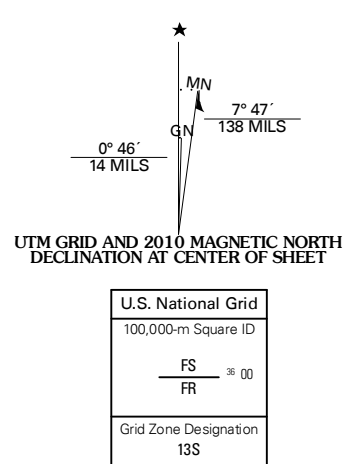 ★
MN
GN
7° 47´
138 MILS
0° 46´
14 MILS
UTM GRID AND 2010 MAGNETIC NORTH
DECLINATION AT CENTER OF SHEET
U.S. National Grid
100,000-m Square ID
FS
FR
36 00
Grid Zone Designation
13S